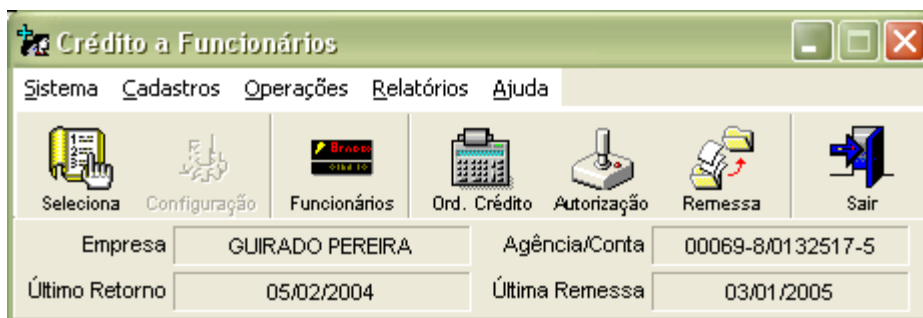 Crédito a Funcionários
Sistema Cadastros Operações Relatórios Ajuda
Seleciona Configuração Funcionários Ord. Crédito Autorização Remessa Sair
Empresa GUIRADO PEREIRA Agência/Conta 00069-8/0132517-5
Último Retorno 05/02/2004 Última Remessa 03/01/2005